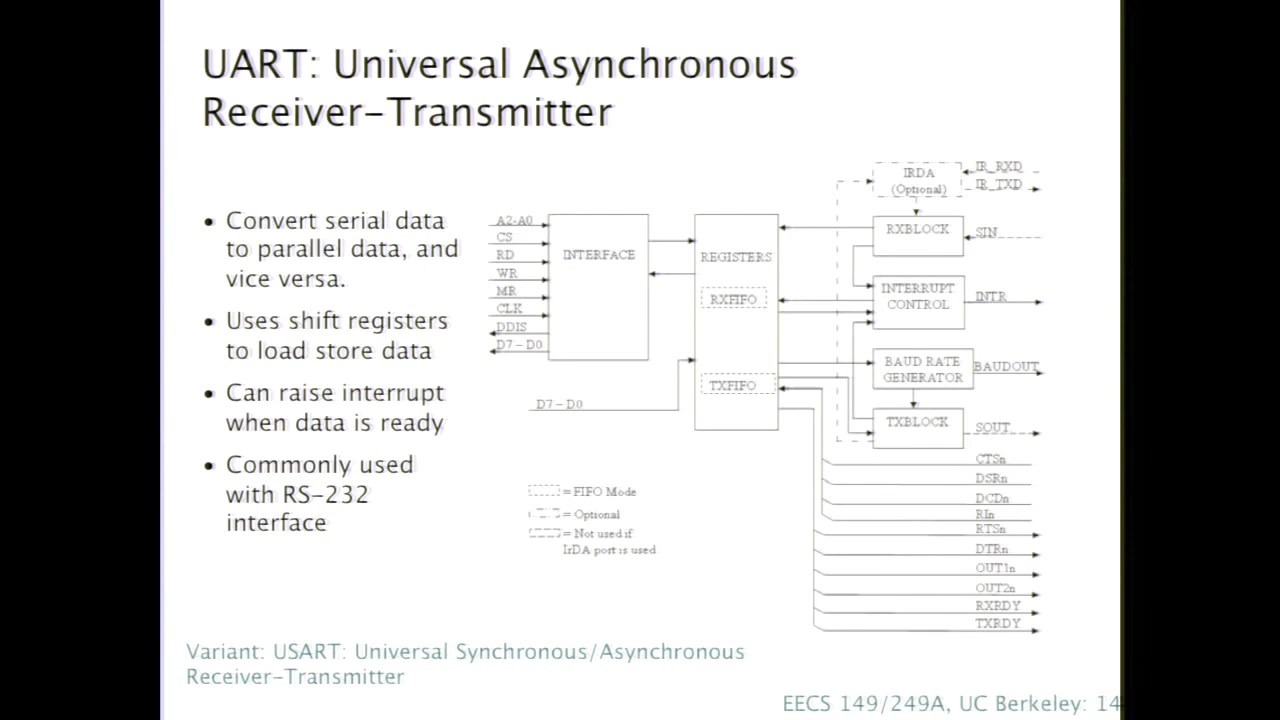 UART: Universal Asynchronous
Receiver-Transmitter
• Convert serial data
to parallel data, and
vice versa.
• Uses shift registers
to load store data
• Can raise interrupt
when data is ready
• Commonly used
with RS-232
interface
A2-A0
CS
RD
WR
MR
CLK
DDIS
D7-D0
INTERFACE
D7-D0
REGISTERS
RXFIFO
TXFIFO
IRDA
(Optional)
IR_RXD
IR_TXD
RXBLOCK
SIN
INTERRUPT
CONTROL
INTR
BAUD RATE
GENERATOR
BAUDOUT
TXBLOCK
SOUT
CTSn
DSRn
DCDn
RIn
RTSn
DTRn
OUT1n
OUT2n
RXRDY
TXRDY
= FIFO Mode
= Optional
= Not used if
IrDA port is used
Variant: USART: Universal Synchronous/Asynchronous
Receiver-Transmitter
EECS 149/249A, UC Berkeley: 14